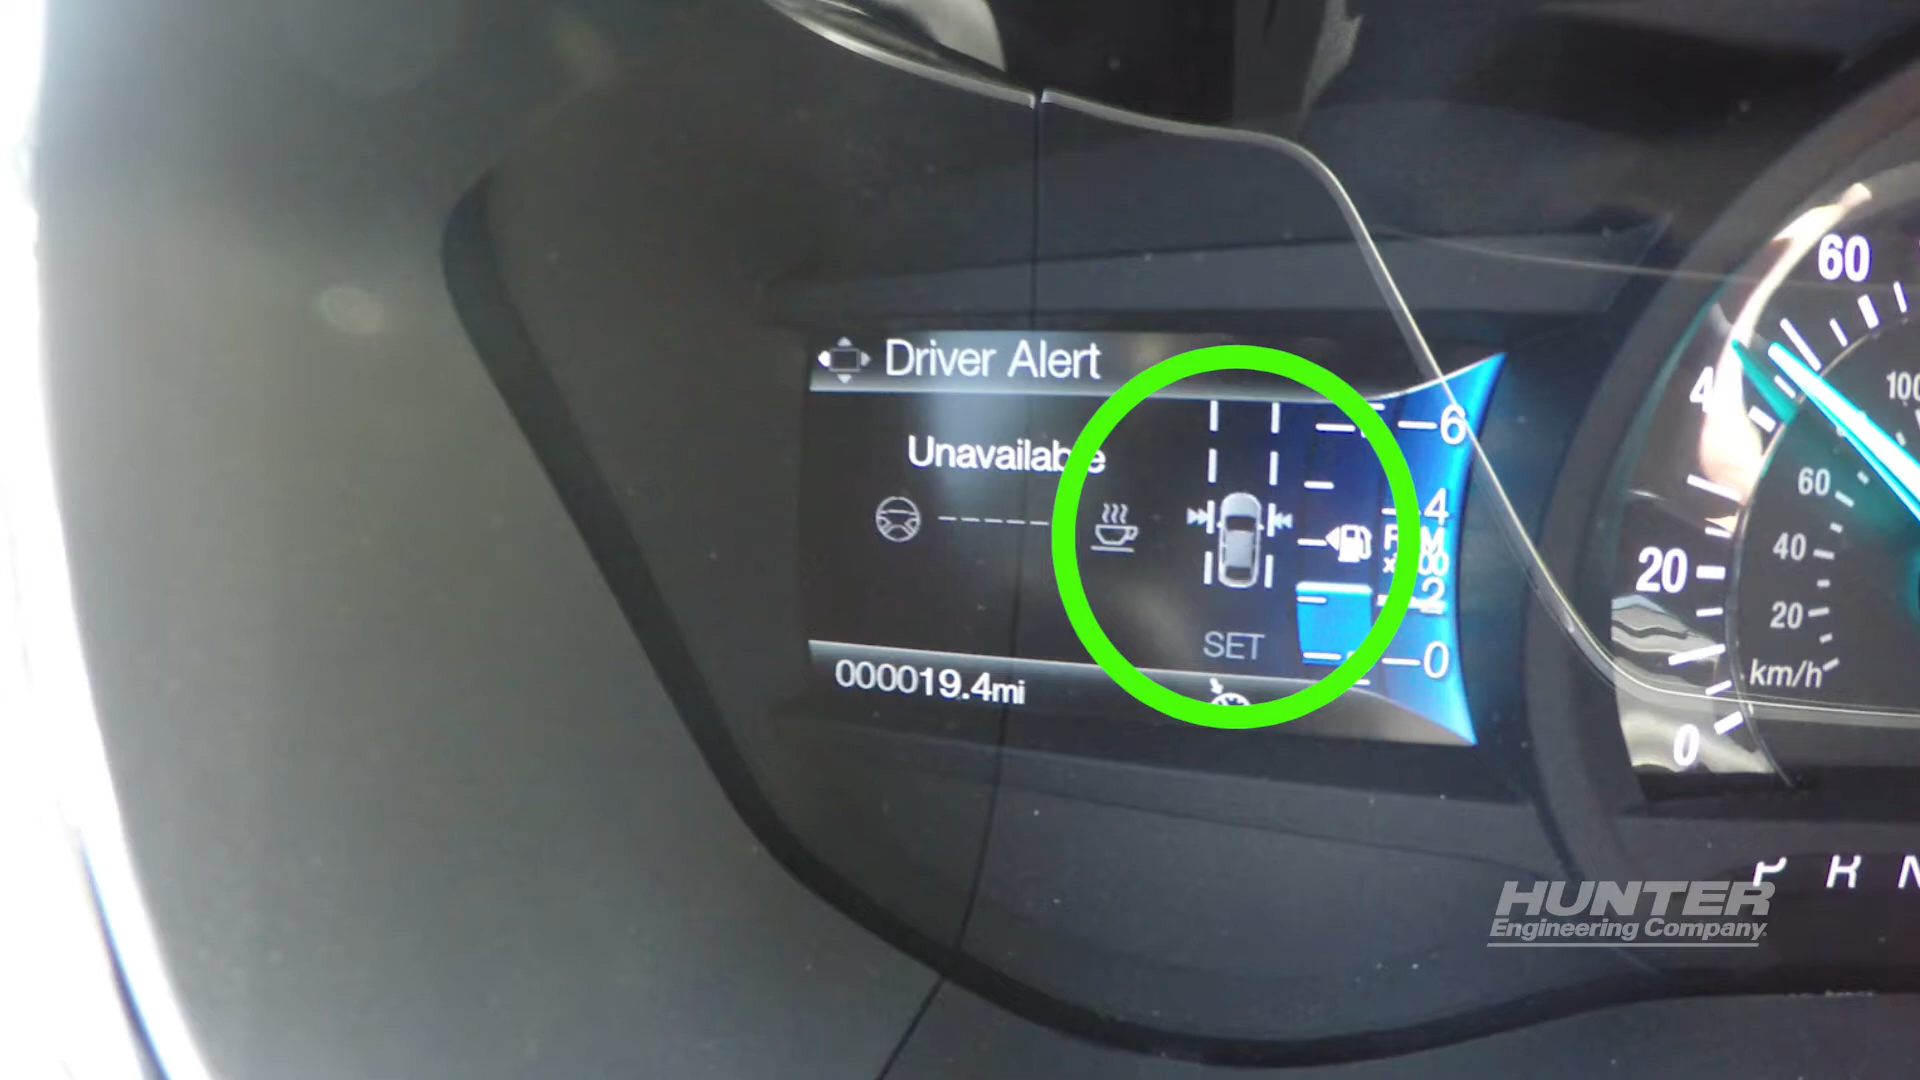 Driver Alert
Unavailable
SET
000019.4mi
6
4
2
0
60
20
0
100
60
40
20
km/h
P R N
HUNTER
Engineering Company